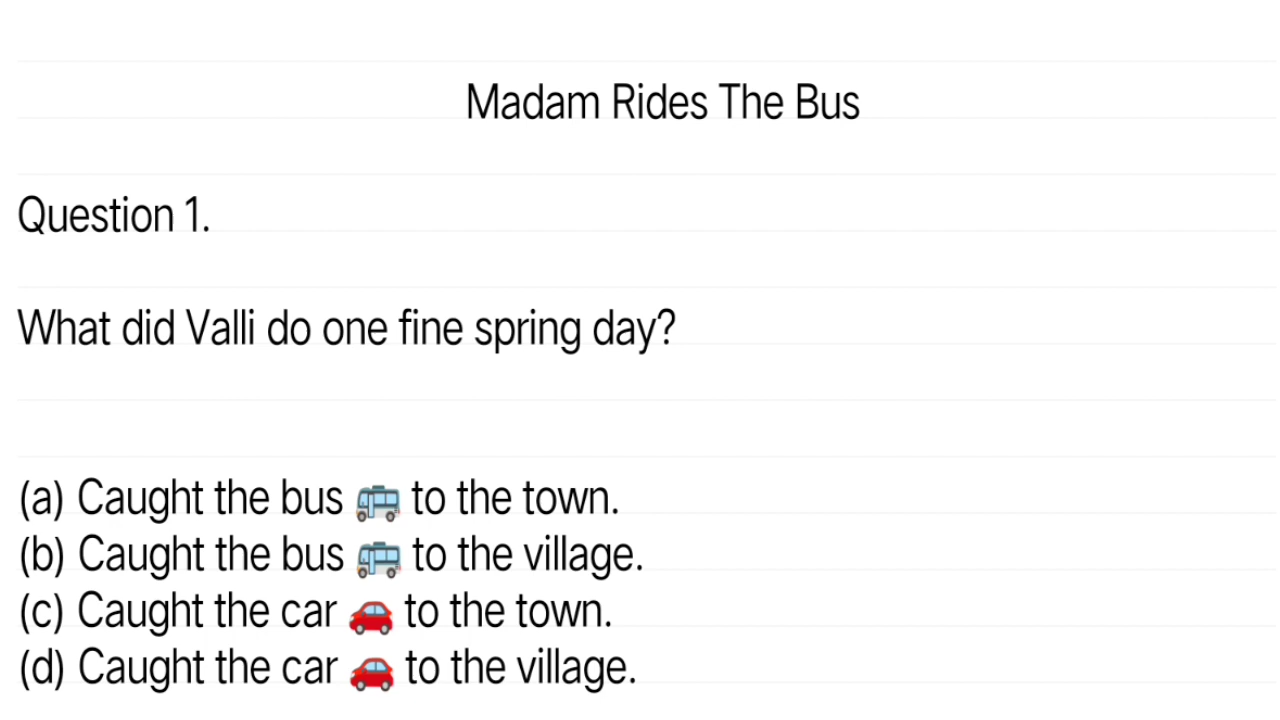 Madam Rides The Bus
Question 1.
What did Valli do one fine spring day?
(a) Caught the bus 🚌 to the town.
(b) Caught the bus 🚌 to the village.
(c) Caught the car 🚗 to the town.
(d) Caught the car 🚗 to the village.